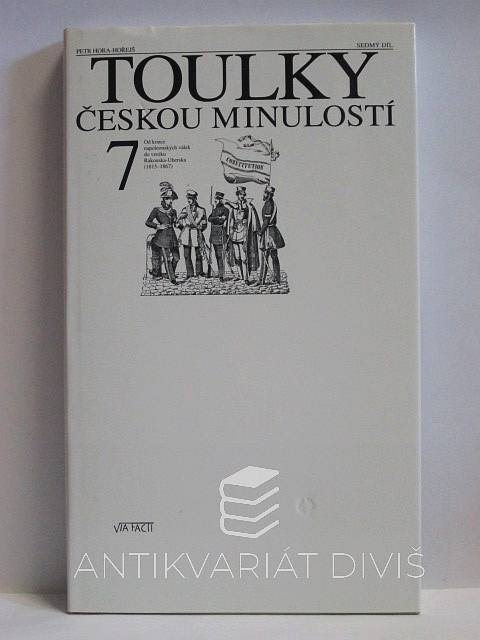 PETR HORA-HOŘEJŠ
SEDMÝ DÍL
TOULKY
ČESKOU MINULOSTÍ
7
Od konce
napoleonských válek
do vzniku
Rakouska-Uherska
(1815–1867)
CONSTITUTION
VIA FACTI
ANTIKVARIÁT DIVIŠ